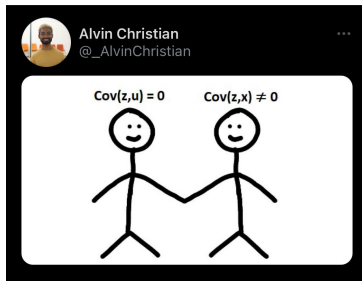 Alvin Christian
@_AlvinChristian
Cov(z,u) = 0 Cov(z,x) ≠ 0